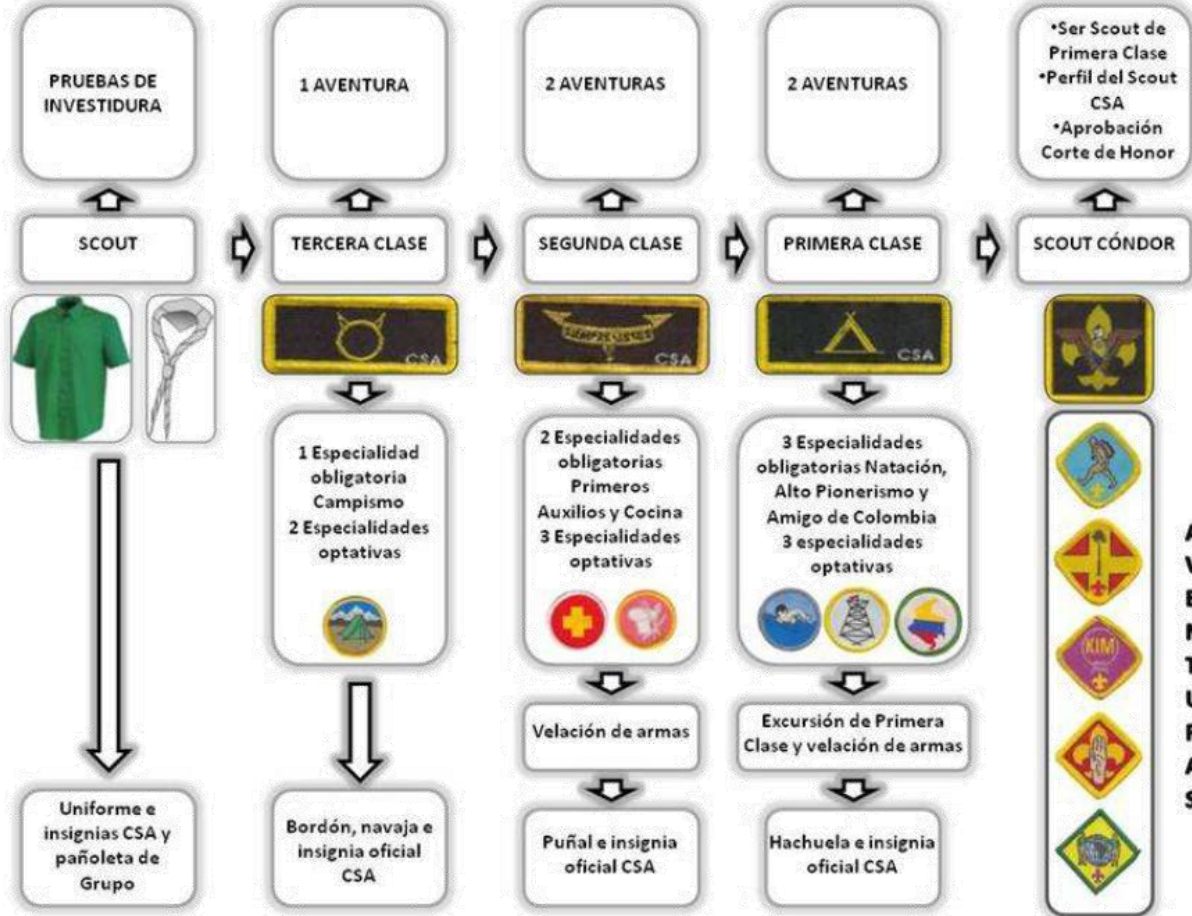 PRUEBAS DE
INVESTIDURA
1 AVENTURA
2 AVENTURAS
2 AVENTURAS
•Ser Scout de
Primera Clase
•Perfil del Scout
CSA
•Aprobación
Corte de Honor
SCOUT
TERCERA CLASE
SEGUNDA CLASE
PRIMERA CLASE
SCOUT CÓNDOR
CSA
CSA
CSA
1 Especialidad
obligatoria
Campismo
2 Especialidades
optativas
2 Especialidades
obligatorias
Primeros
Auxilios y Cocina
3 Especialidades
optativas
3 Especialidades
obligatorias Natación,
Alto Pionerismo y
Amigo de Colombia
3 especialidades
optativas
KIM
Velación de armas
Excursión de Primera
Clase y velación de armas
Uniforme e
insignias CSA y
pañoleta de
Grupo
Bordón, navaja e
insignia oficial
CSA
Puñal e insignia
oficial CSA
Hachuela e insignia
oficial CSA
A
V
E
N
T
U
R
A
S